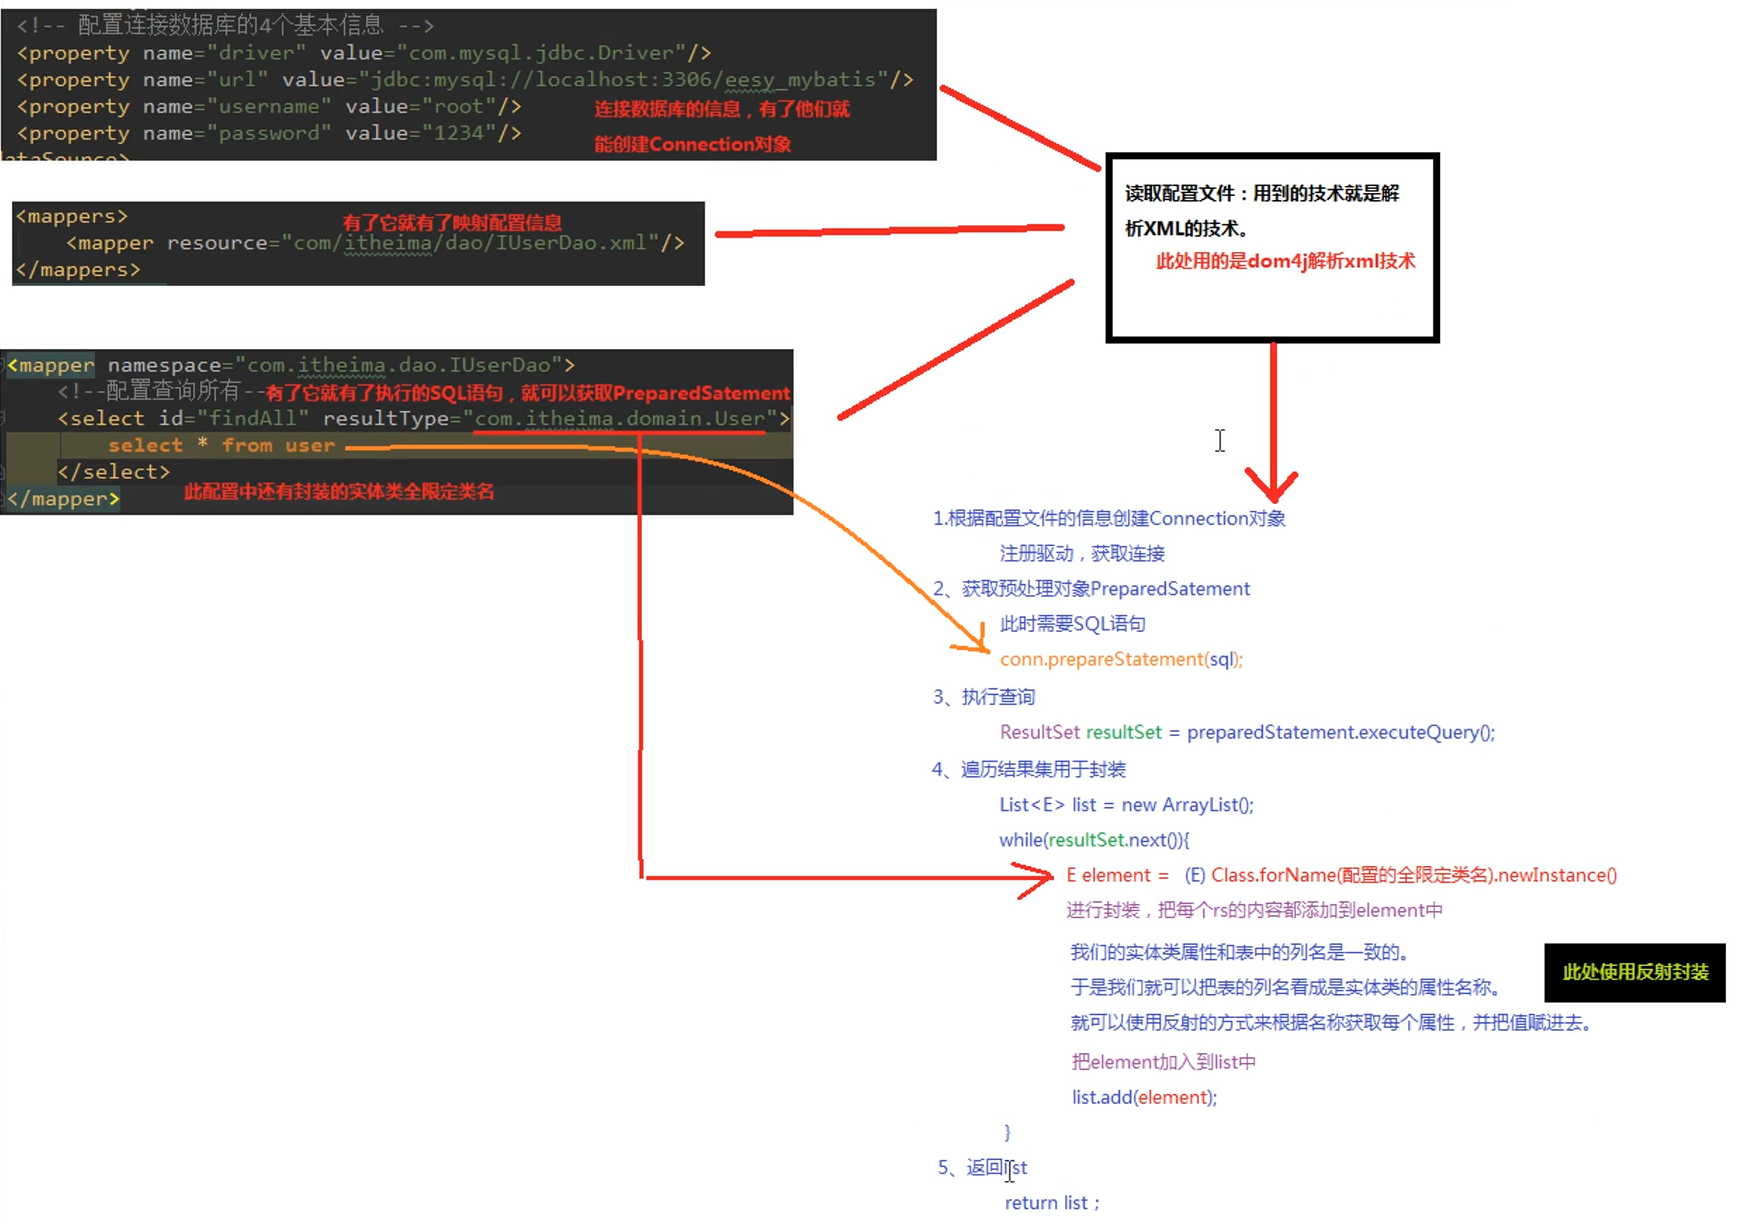 <!-- 配置连接数据库的4个基本信息 -->
<property name="driver" value="com.mysql.jdbc.Driver"/>
<property name="url" value="jdbc:mysql://localhost:3306/eesy_mybatis"/>
<property name="username" value="root"/>
<property name="password" value="1234"/>
连接数据库的信息，有了他们就
能创建Connection对象
dataSource>
<mappers>
有了它就有了映射配置信息
<mapper resource="com/itheima/dao/IUserDao.xml"/>
</mappers>
<mapper namespace="com.itheima.dao.IUserDao">
<!--配置查询所有--
有了它就有了执行的SQL语句，就可以获取PreparedSatement
<select id="findAll" resultType="com.itheima.domain.User">
select * from user
</select>
此配置中还有封装的实体类全限定类名
</mapper>
读取配置文件：用到的技术就是解
析XML的技术。
此处用的是dom4j解析xml技术
1.根据配置文件的信息创建Connection对象
注册驱动，获取连接
2、获取预处理对象PreparedSatement
此时需要SQL语句
conn.prepareStatement(sql);
3、执行查询
ResultSet resultSet = preparedStatement.executeQuery();
4、遍历结果集用于封装
List<E> list = new ArrayList();
while(resultSet.next()){
E element = (E) Class.forName(配置的全限定类名).newInstance()
进行封装，把每个rs的内容都添加到element中
我们的实体类属性和表中的列名是一致的。
于是我们就可以把表的列名看成是实体类的属性名称。
就可以使用反射的方式来根据名称获取每个属性，并把值赋进去。
此处使用反射封装
把element加入到list中
list.add(element);
}
5、返回list
return list ;